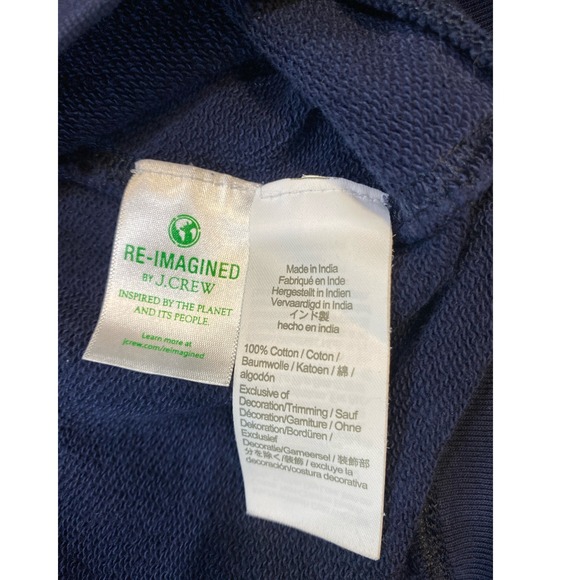 RE-IMAGINED
BY J.CREW
INSPIRED BY THE PLANET
AND ITS PEOPLE.
Learn more at
jcrew.com/reimagined
Made in India
Fabriqué en Inde
Hergestellt in Indien
Vervaardigd in India
インド製
hecho en india
100% Cotton / Coton /
Baumwolle / Katoen / 綿 /
algodón
Exclusive of
Decoration/Trimming / Sauf
Décoration/Garniture / Ohne
Dekoration/Bordüren /
Exclusief
Decoratie/Garneersel / 装飾部
分を除く/装飾 / excluye la
decoración/costura decorativa